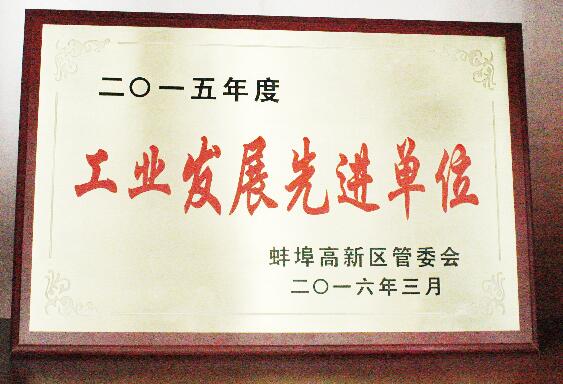 二〇一五年度
工业发展先进单位
蚌埠高新区管委会
二〇一六年三月